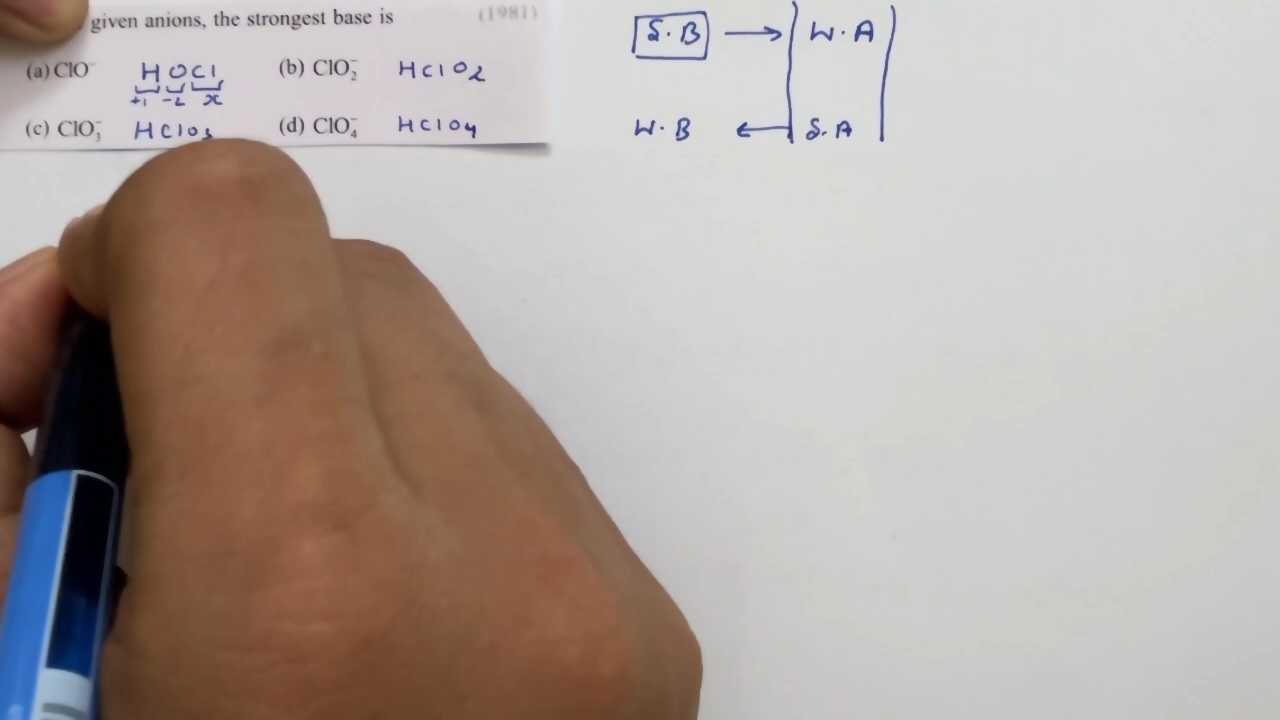 given anions, the strongest base is (1981)
(a) ClO⁻ HOCl (b) ClO₂⁻ HClO₂
+1 -2 x
(c) ClO₃⁻ HClO₃ (d) ClO₄⁻ HClO₄
S.B → W.A
W.B ← S.A